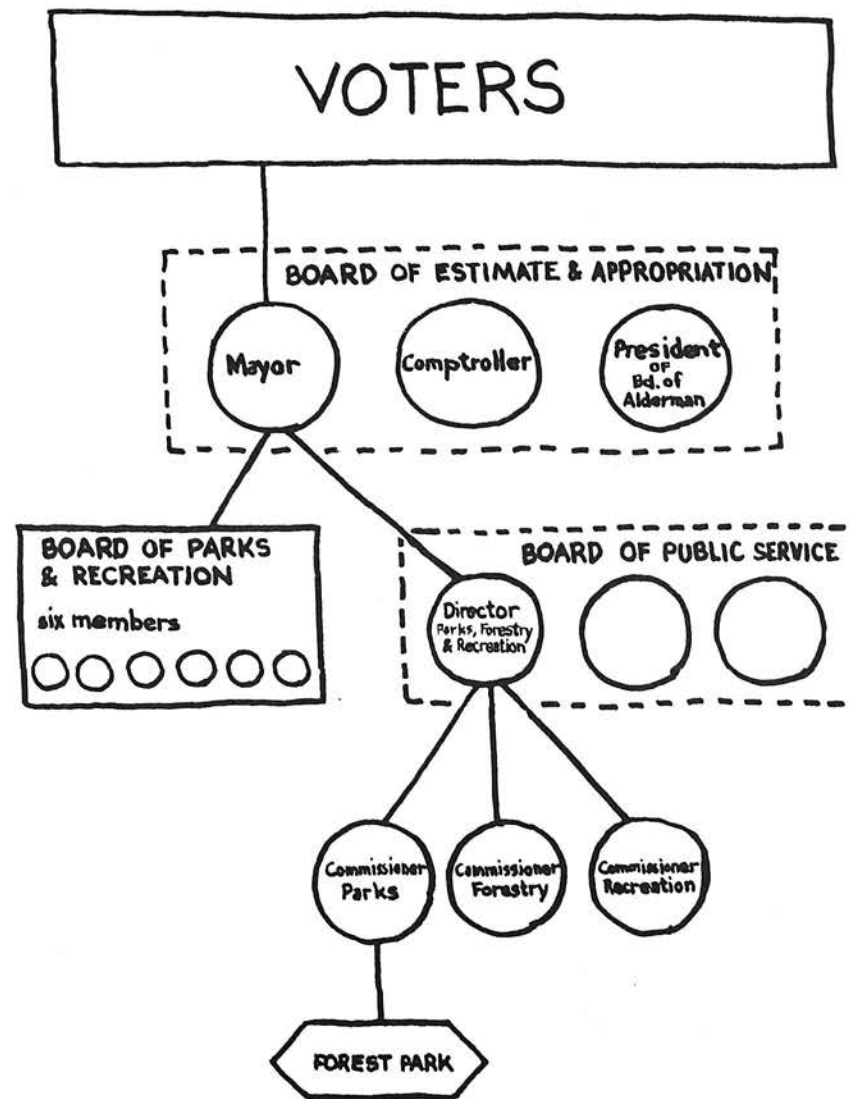 VOTERS
BOARD OF ESTIMATE & APPROPRIATION
Mayor
Comptroller
President
OF
Bd. of
Alderman
BOARD OF PARKS
& RECREATION
six members
BOARD OF PUBLIC SERVICE
Director
Parks, Forestry
& Recreation
Commissioner
Parks
Commissioner
Forestry
Commissioner
Recreation
FOREST PARK